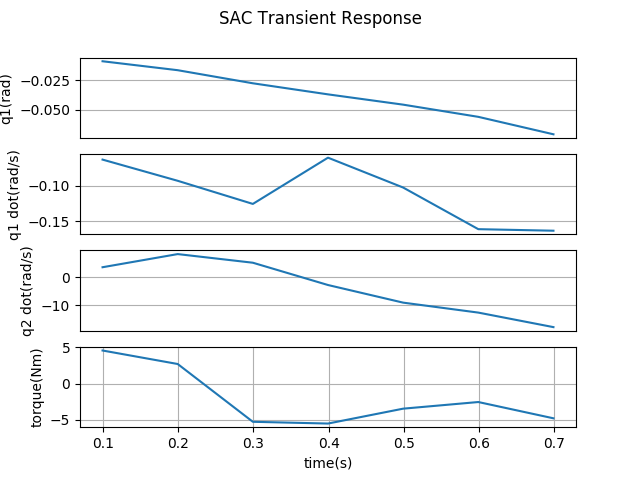 SAC Transient Response
q1(rad)
−0.025
−0.050
q1 dot(rad/s)
−0.10
−0.15
q2 dot(rad/s)
0
−10
torque(Nm)
5
0
−5
0.1 0.2 0.3 0.4 0.5 0.6 0.7
time(s)